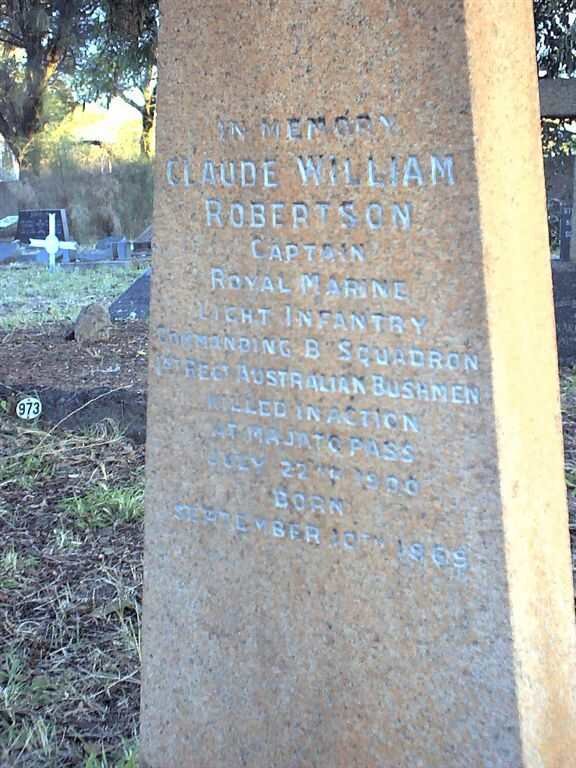 IN MEMORY
CLAUDE WILLIAM
ROBERTSON
CAPTAIN
ROYAL MARINE
LIGHT INFANTRY
COMMANDING B SQUADRON
1ST REGT AUSTRALIAN BUSHMEN
KILLED IN ACTION
AT MAJATO PASS
JULY 22ND 1900
BORN
SEPTEMBER 10TH 1869
973